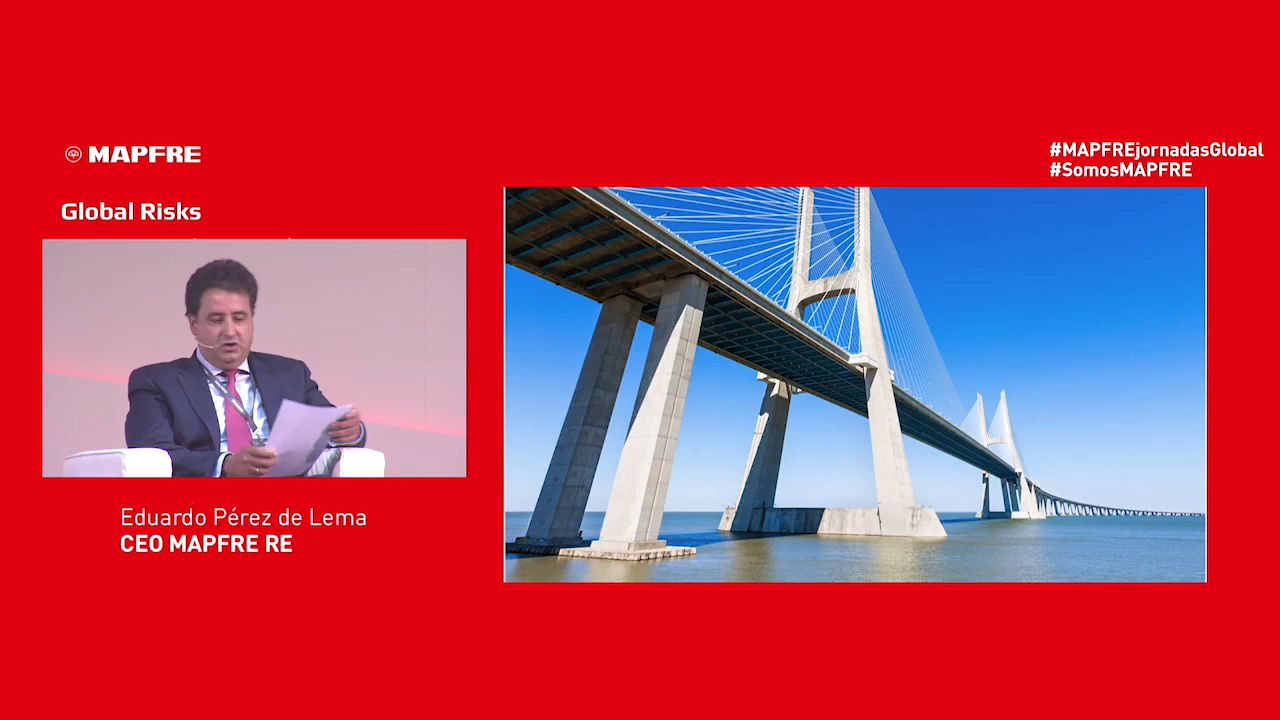 MAPFRE
#MAPFREjornadasGlobal
#SomosMAPFRE
Global Risks
Eduardo Pérez de Lema
CEO MAPFRE RE